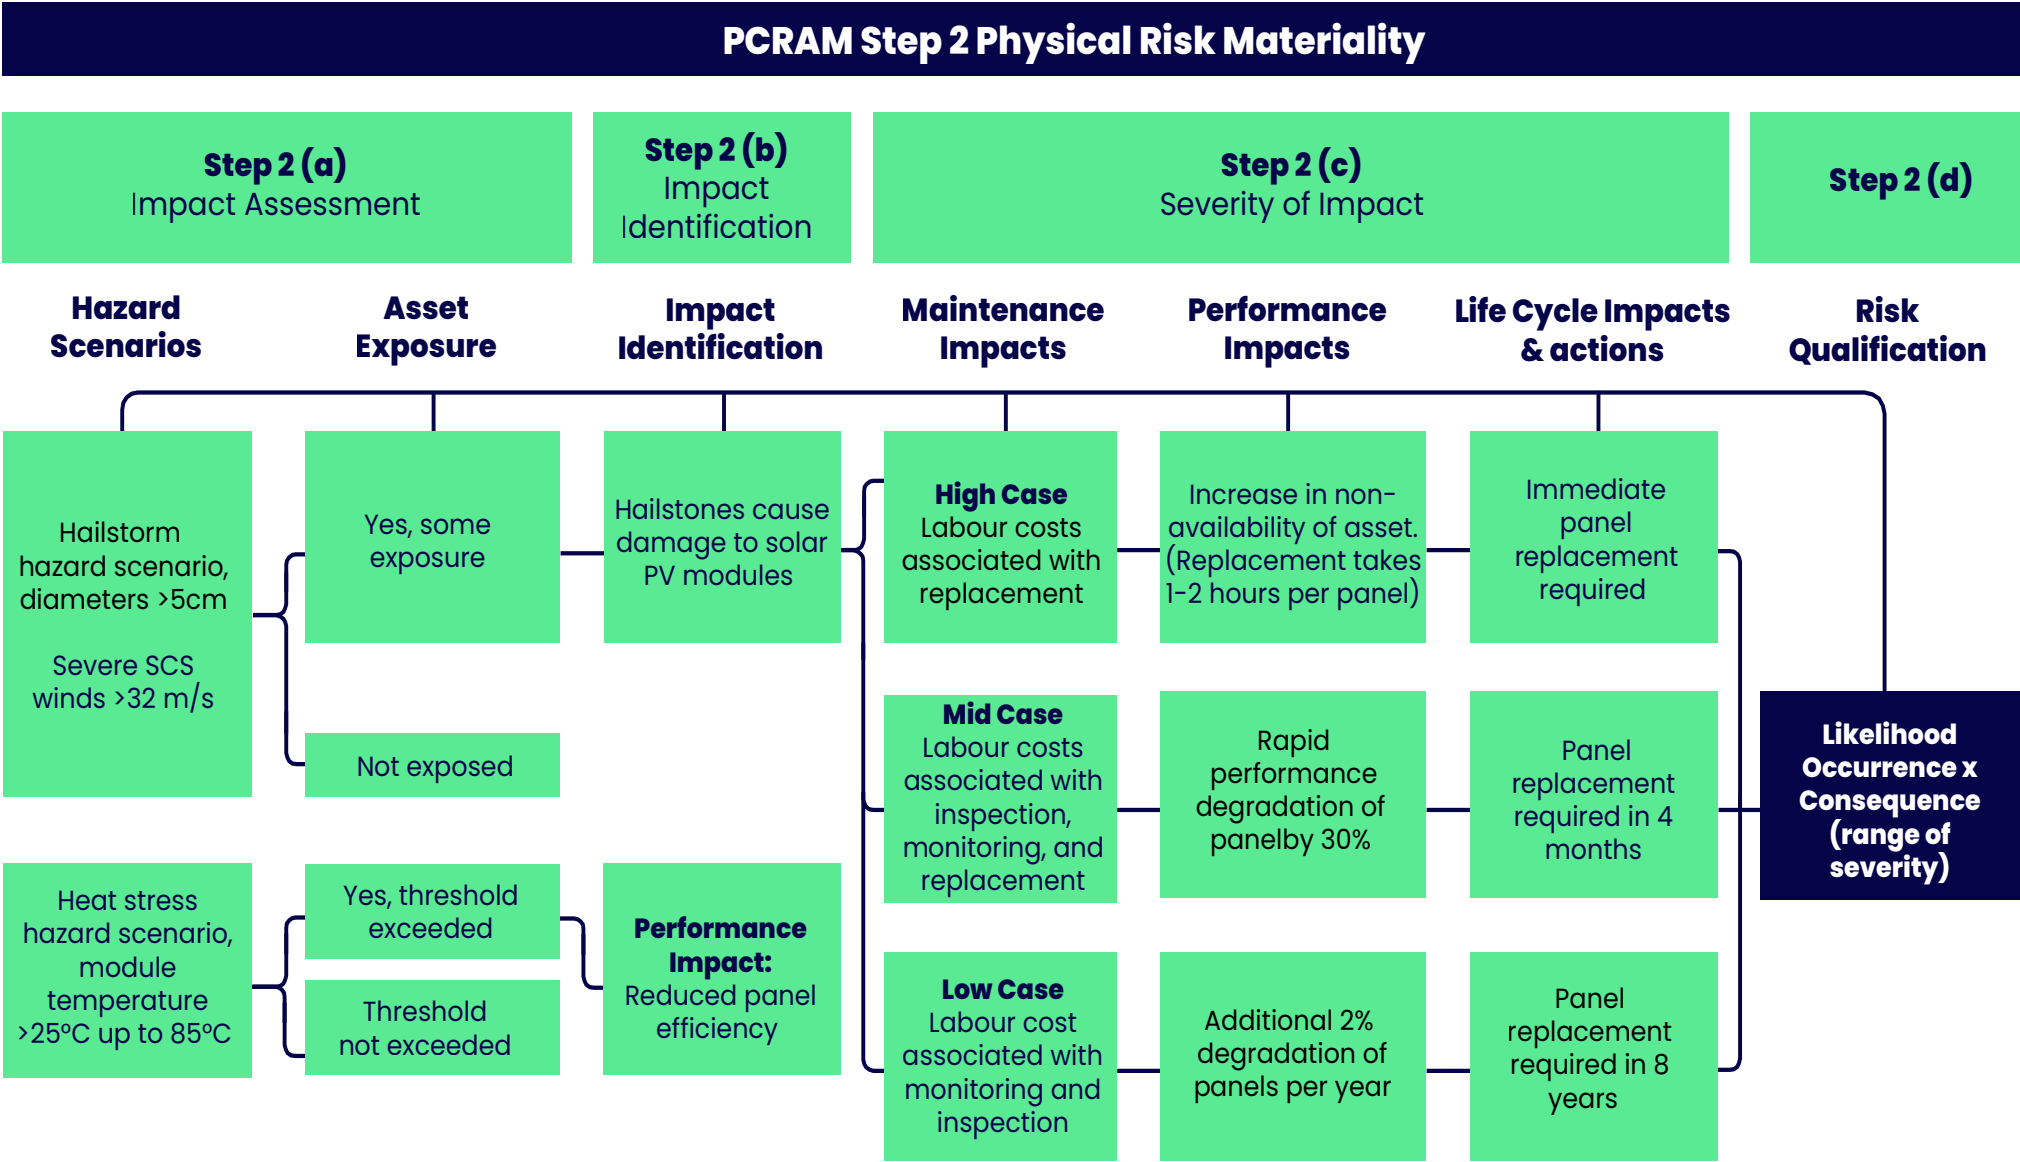 PCRAM Step 2 Physical Risk Materiality
Step 2 (a)
Impact Assessment
Step 2 (b)
Impact
Identification
Step 2 (c)
Severity of Impact
Step 2 (d)
Hazard
Scenarios
Asset
Exposure
Impact
Identification
Maintenance
Impacts
Performance
Impacts
Life Cycle Impacts
& actions
Risk
Qualification
Hailstorm
hazard scenario,
diameters >5cm
Severe SCS
winds >32 m/s
Yes, some
exposure
Not exposed
Hailstones cause
damage to solar
PV modules
High Case
Labour costs
associated with
replacement
Increase in non-
availability of asset.
(Replacement takes
1-2 hours per panel)
Immediate
panel
replacement
required
Mid Case
Labour costs
associated with
inspection,
monitoring, and
replacement
Rapid
performance
degradation of
panelby 30%
Panel
replacement
required in 4
months
Likelihood
Occurrence x
Consequence
(range of
severity)
Heat stress
hazard scenario,
module
temperature
>25°C up to 85°C
Yes, threshold
exceeded
Threshold
not exceeded
Performance
Impact:
Reduced panel
efficiency
Low Case
Labour cost
associated with
monitoring and
inspection
Additional 2%
degradation of
panels per year
Panel
replacement
required in 8
years